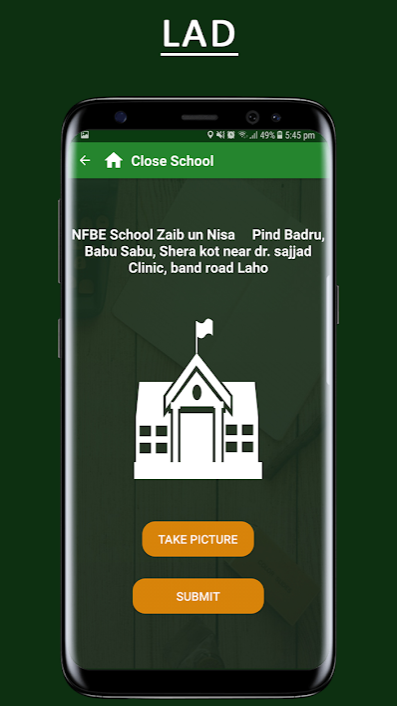 LAD
49% 5:45 pm
Close School
NFBE School Zaib un Nisa Pind Badru,
Babu Sabu, Shera kot near dr. sajjad
Clinic, band road Laho
TAKE PICTURE
SUBMIT